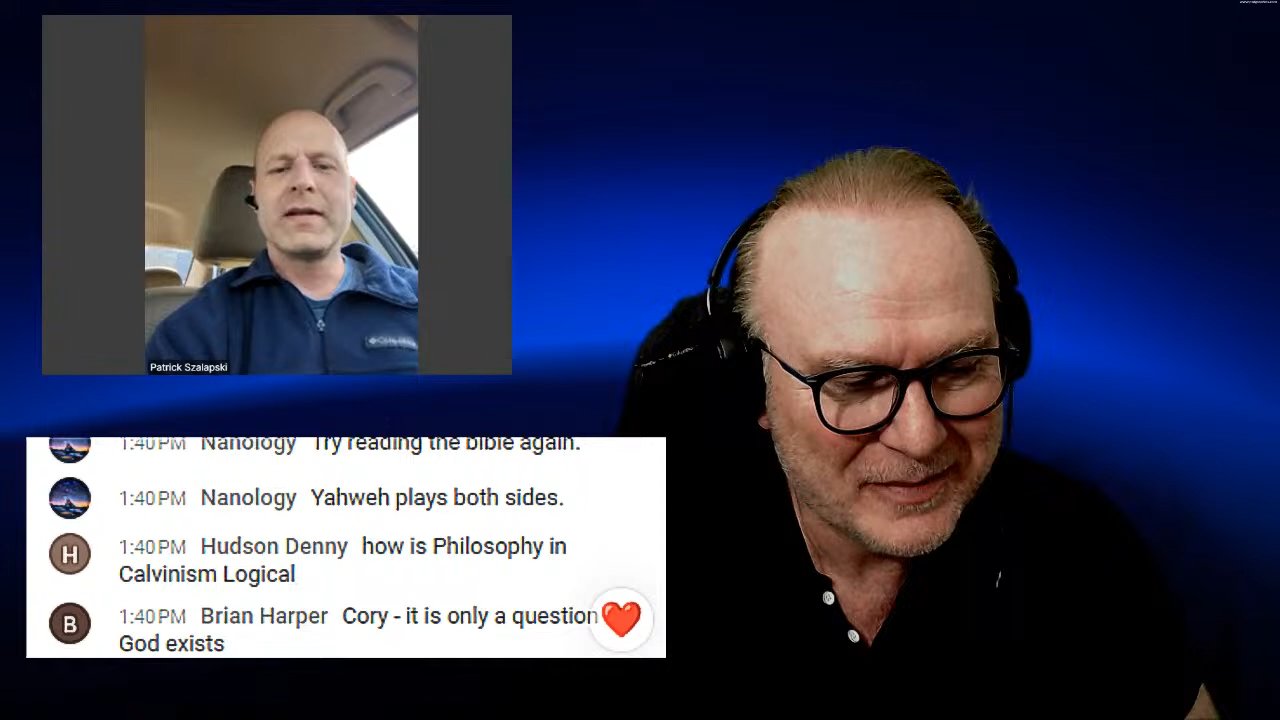 Patrick Szalapski
1:40 PM Nanology Try reading the bible again.
1:40 PM Nanology Yahweh plays both sides.
H 1:40 PM Hudson Denny how is Philosophy in
Calvinism Logical
B 1:40 PM Brian Harper Cory - it is only a question
God exists